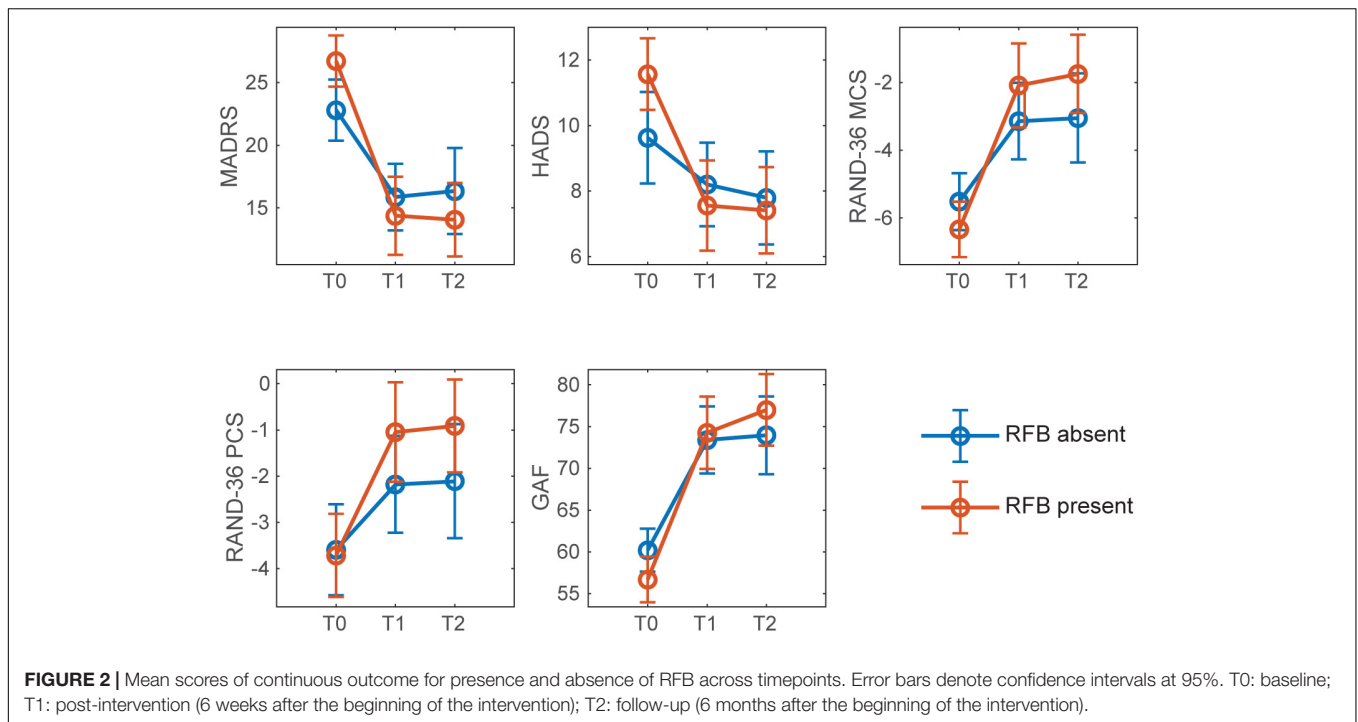 MADRS
25
20
15
T0 T1 T2
HADS
12
10
8
6
T0 T1 T2
RAND-36 MCS
-2
-4
-6
T0 T1 T2
RAND-36 PCS
0
-1
-2
-3
-4
T0 T1 T2
GAF
80
75
70
65
60
55
T0 T1 T2
RFB absent
RFB present
FIGURE 2 | Mean scores of continuous outcome for presence and absence of RFB across timepoints. Error bars denote confidence intervals at 95%. T0: baseline;
T1: post-intervention (6 weeks after the beginning of the intervention); T2: follow-up (6 months after the beginning of the intervention).